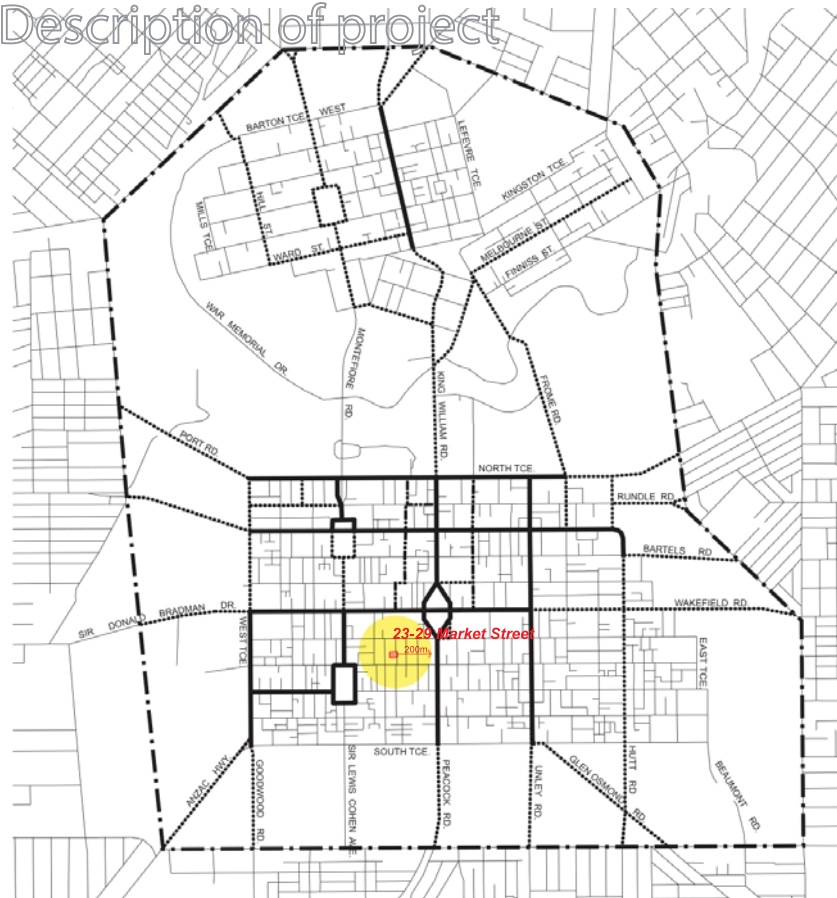 Description of project
BARTON TCE WEST
LEFEVRE TCE
KINGSTON TCE
MILLS TCE
HILL ST.
WARD ST.
MELBOURNE ST
FINNISS ST
WAR MEMORIAL DR.
MONTEFIORE RD
KING WILLIAM RD.
FROME RD.
PORT RD.
NORTH TCE.
RUNDLE RD
BARTELS RD
SIR DONALD BRADMAN DR.
WAKEFIELD RD.
WEST TCE.
23-29 Market Street
200m
EAST TCE
SOUTH TCE.
ANZAC HWY
GOODWOOD RD.
SIR LEWIS COHEN AVE.
PEACOCK RD.
UNLEY RD.
GLEN OSMOND RD.
HUTT RD
BEAUMONT RD.